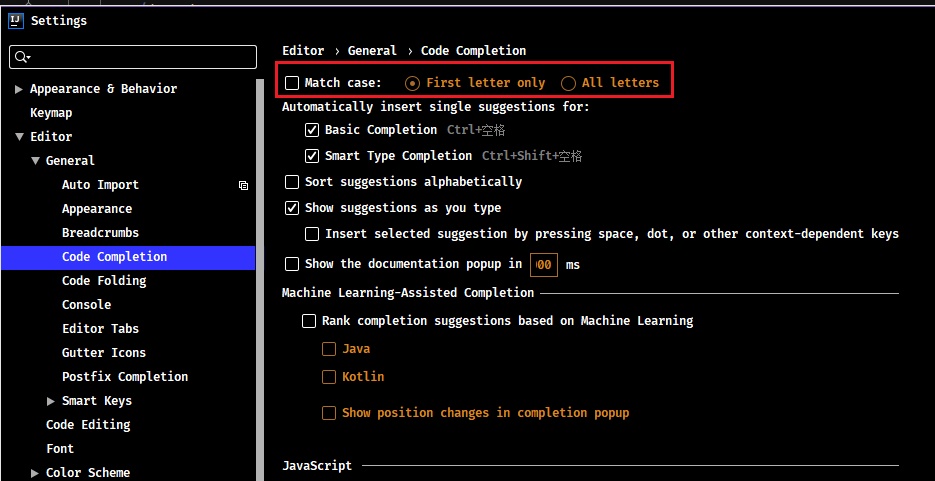 IJ Settings
Editor › General › Code Completion
Match case: First letter only All letters
Appearance & Behavior
Automatically insert single suggestions for:
Keymap
Basic Completion Ctrl+空格
Editor
General
Smart Type Completion Ctrl+Shift+空格
Auto Import
Sort suggestions alphabetically
Appearance
Show suggestions as you type
Breadcrumbs
Insert selected suggestion by pressing space, dot, or other context-dependent keys
Code Completion
Show the documentation popup in ms
Code Folding
Machine Learning-Assisted Completion
Console
Rank completion suggestions based on Machine Learning
Editor Tabs
Java
Gutter Icons
Postfix Completion
Kotlin
Smart Keys
Show position changes in completion popup
Code Editing
Font
Color Scheme
JavaScript